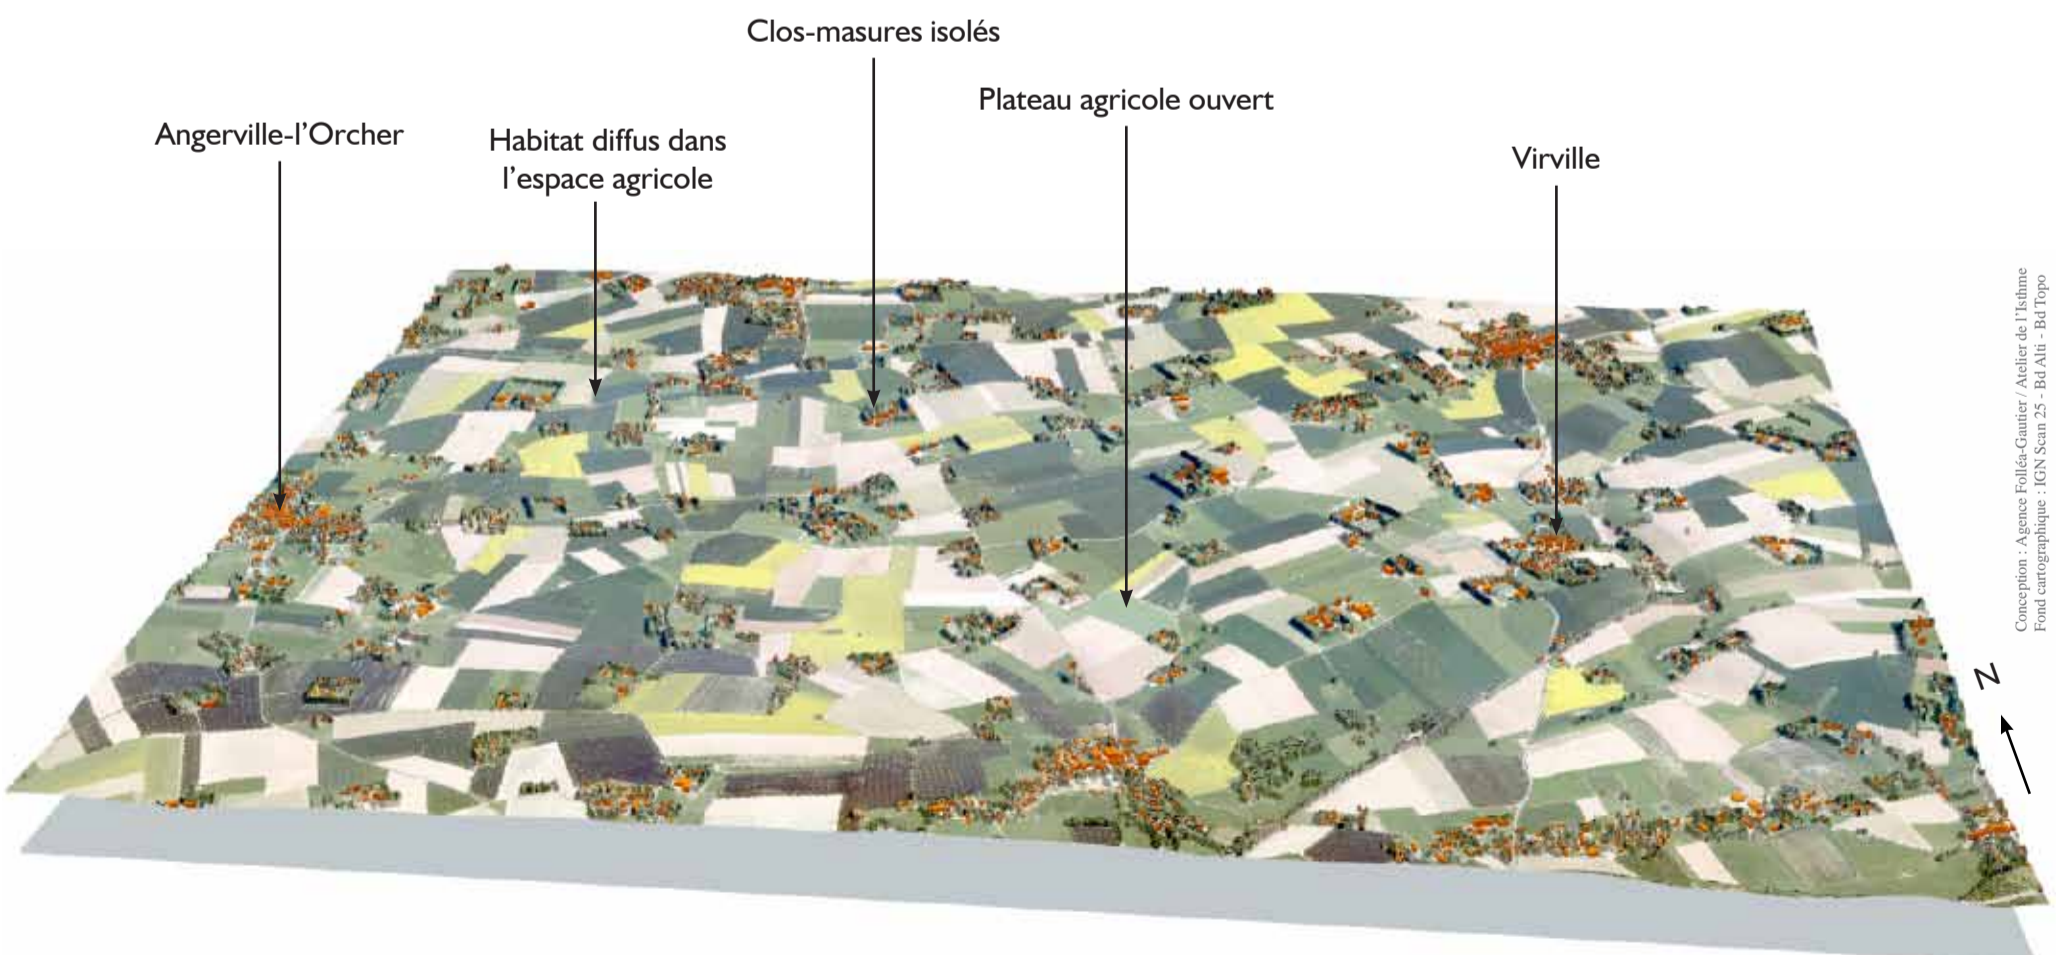 Clos-masures isolés
Plateau agricole ouvert
Angerville-l’Orcher
Habitat diffus dans
l’espace agricole
Virville
Conception : Agence Folléa-Gautier / Atelier de l’Isthme
Fond cartographique : IGN Scan 25 - Bd Alti - Bd Topo
N